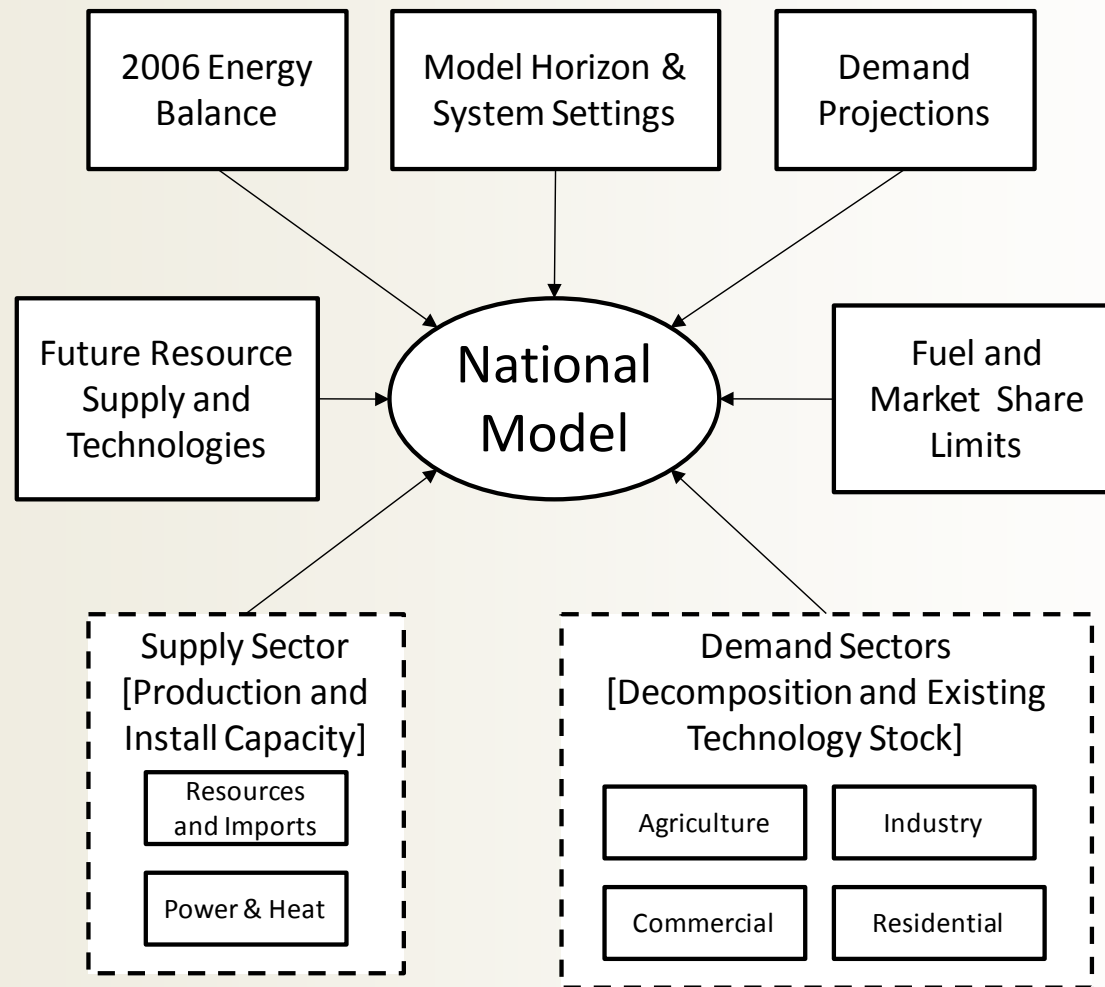 2006 Energy
Balance
Model Horizon &
System Settings
Demand
Projections
Future Resource
Supply and
Technologies
National
Model
Fuel and
Market Share
Limits
Supply Sector
[Production and
Install Capacity]
Resources
and Imports
Power & Heat
Demand Sectors
[Decomposition and Existing
Technology Stock]
Agriculture
Industry
Commercial
Residential